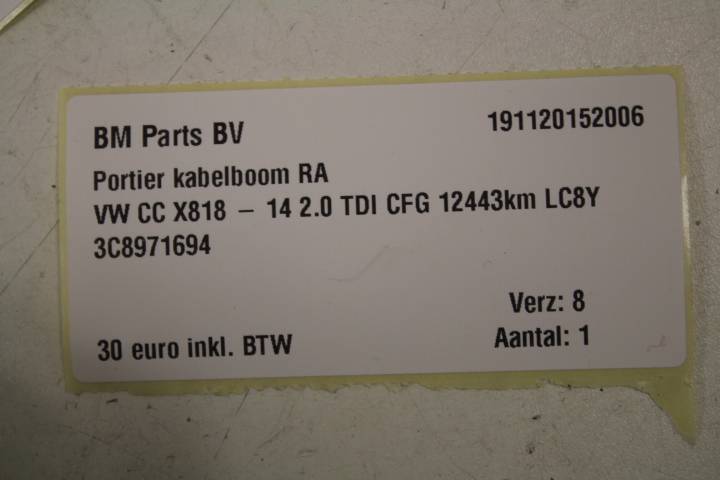 BM Parts BV
191120152006
Portier kabelboom RA
VW CC X818 – 14 2.0 TDI CFG 12443km LC8Y
3C8971694
Verz: 8
30 euro inkl. BTW
Aantal: 1